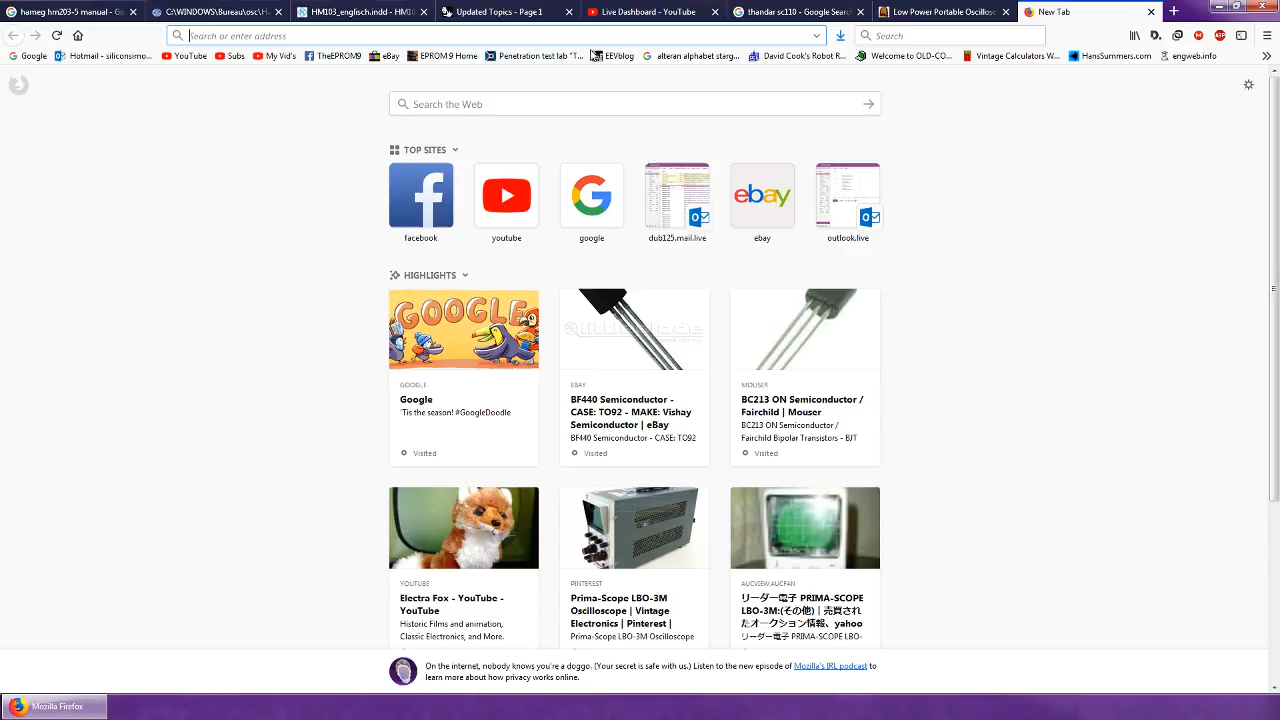 hameg hm203-5 manual - Go
C:\WINDOWS\Bureau\osc\Ha
HM103_englisch.indd - HM10
Updated Topics - Page 1
Live Dashboard - YouTube
thandar sc110 - Google Search
Low Power Portable Oscillosc
New Tab
Search or enter address
Search
Google
Hotmail - siliconsimo...
YouTube
Subs
My Vid's
TheEPROM9
eBay
EPROM9 Home
Penetration test lab "T...
EEVblog
alteran alphabet starg...
David Cook's Robot R...
Welcome to OLD-CO...
Vintage Calculators W...
HansSummers.com
engweb.info
Search the Web
TOP SITES
facebook
youtube
google
dub125.mail.live
ebay
outlook.live
HIGHLIGHTS
GOOGLE
Google
'Tis the season! #GoogleDoodle
Visited
EBAY
BF440 Semiconductor -
CASE: TO92 - MAKE: Vishay
Semiconductor | eBay
BF440 Semiconductor - CASE: TO92
Visited
MOUSER
BC213 ON Semiconductor /
Fairchild | Mouser
BC213 ON Semiconductor /
Fairchild Bipolar Transistors - BJT
Visited
YOUTUBE
Electra Fox - YouTube -
YouTube
Historic Films and animation,
Classic Electronics, and More.
PINTEREST
Prima-Scope LBO-3M
Oscilloscope | Vintage
Electronics | Pinterest |
Prima-Scope LBO-3M Oscilloscope
AUCVIEW.AUCFAN
リーダー電子 PRIMA-SCOPE
LBO-3M:(その他)｜売買され
たオークション情報、yahoo
リーダー電子 PRIMA-SCOPE LBO-
On the internet, nobody knows you're a doggo. (Your secret is safe with us.) Listen to the new episode of Mozilla's IRL podcast to
learn more about how privacy works online.
Mozilla Firefox